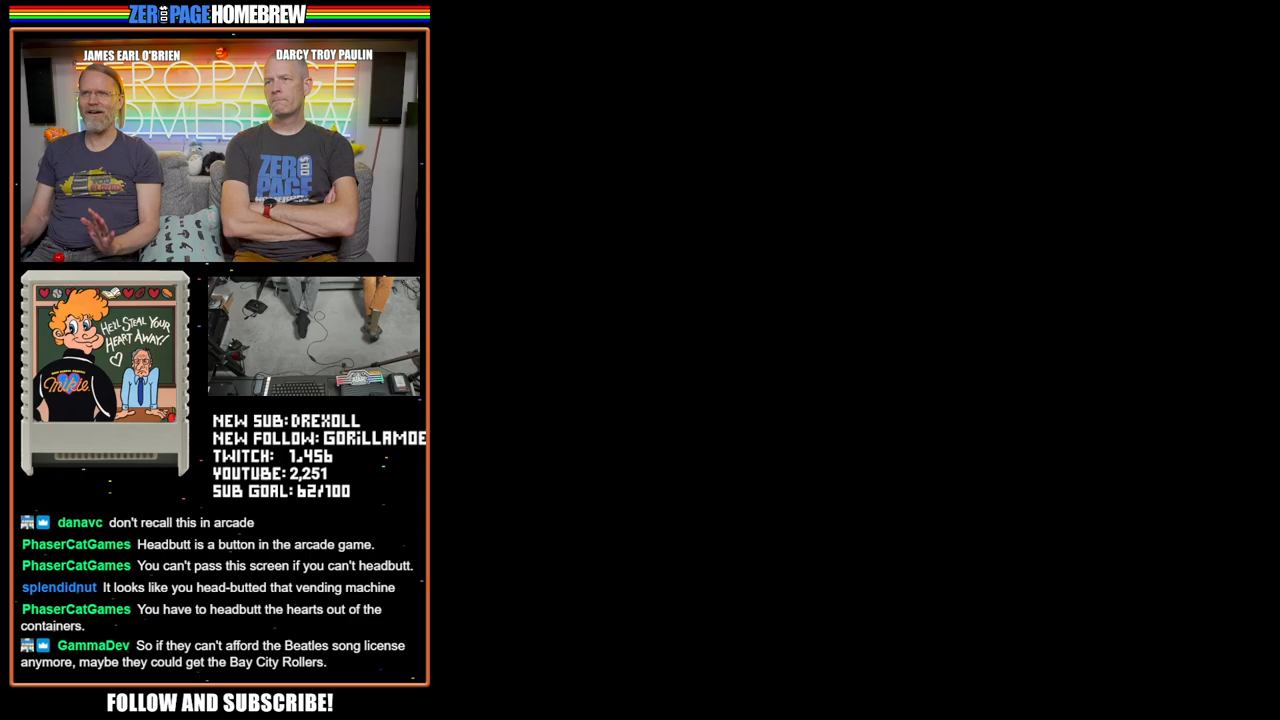 ZEROPAGE HOMEBREW
JAMES EARL O'BRIEN
DARCY TROY PAULIN
ZEROPAGE
HOMEBREW
ZERO
PAGE
HE'LL STEAL YOUR
HEART AWAY!
Mikie
NEW SUB: DREXOLL
NEW FOLLOW: GORILLAMOE
TWITCH: 1,456
YOUTUBE: 2,251
SUB GOAL: 62/100
danavc don't recall this in arcade
PhaserCatGames Headbutt is a button in the arcade game.
PhaserCatGames You can't pass this screen if you can't headbutt.
splendidnut It looks like you head-butted that vending machine
PhaserCatGames You have to headbutt the hearts out of the
containers.
GammaDev So if they can't afford the Beatles song license
anymore, maybe they could get the Bay City Rollers.
FOLLOW AND SUBSCRIBE!